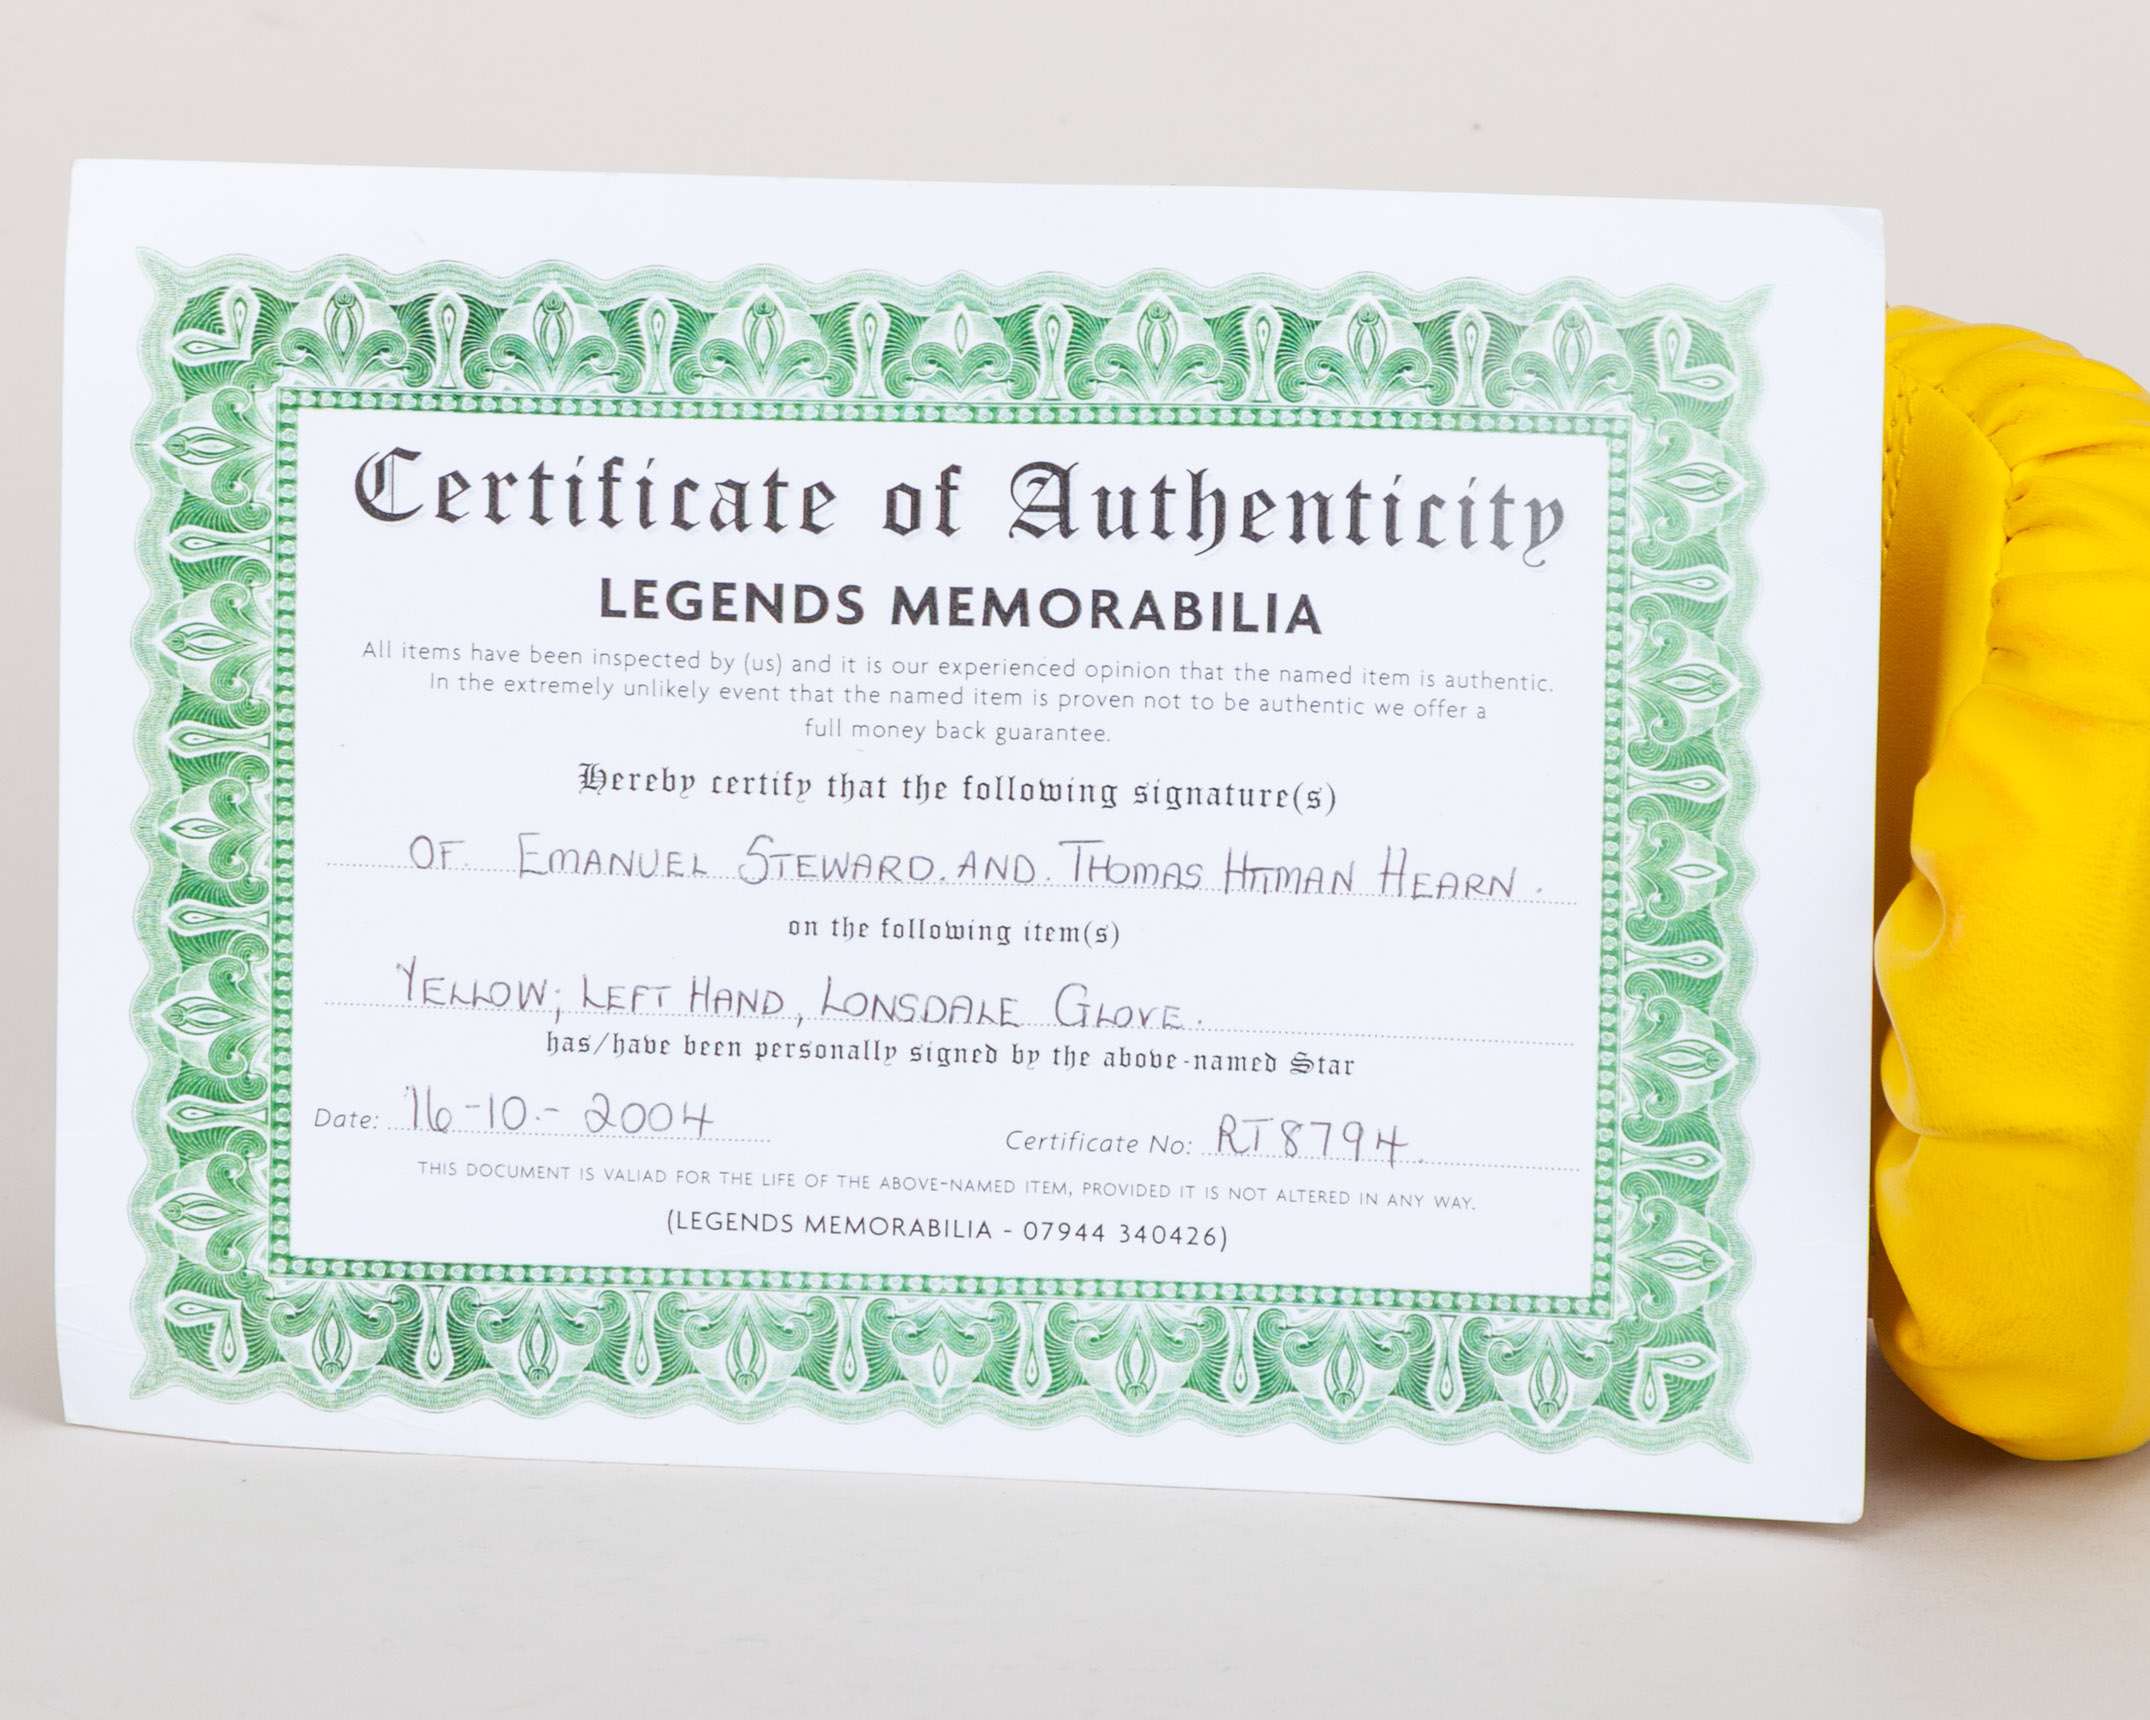 Certificate of Authenticity
LEGENDS MEMORABILIA
All items have been inspected by (us) and it is our experienced opinion that the named item is authentic.
In the extremely unlikely event that the named item is proven not to be authentic we offer a
full money back guarantee.
Hereby certify that the following signature(s)
OF EMANUEL STEWARD. AND. THOMAS HITMAN HEARN.
on the following item(s)
YELLOW; LEFT HAND, LONSDALE GLOVE.
has/have been personally signed by the above-named Star
Date: 16-10-2004 Certificate No: RT8794
THIS DOCUMENT IS VALIAD FOR THE LIFE OF THE ABOVE-NAMED ITEM, PROVIDED IT IS NOT ALTERED IN ANY WAY.
(LEGENDS MEMORABILIA - 07944 340426)